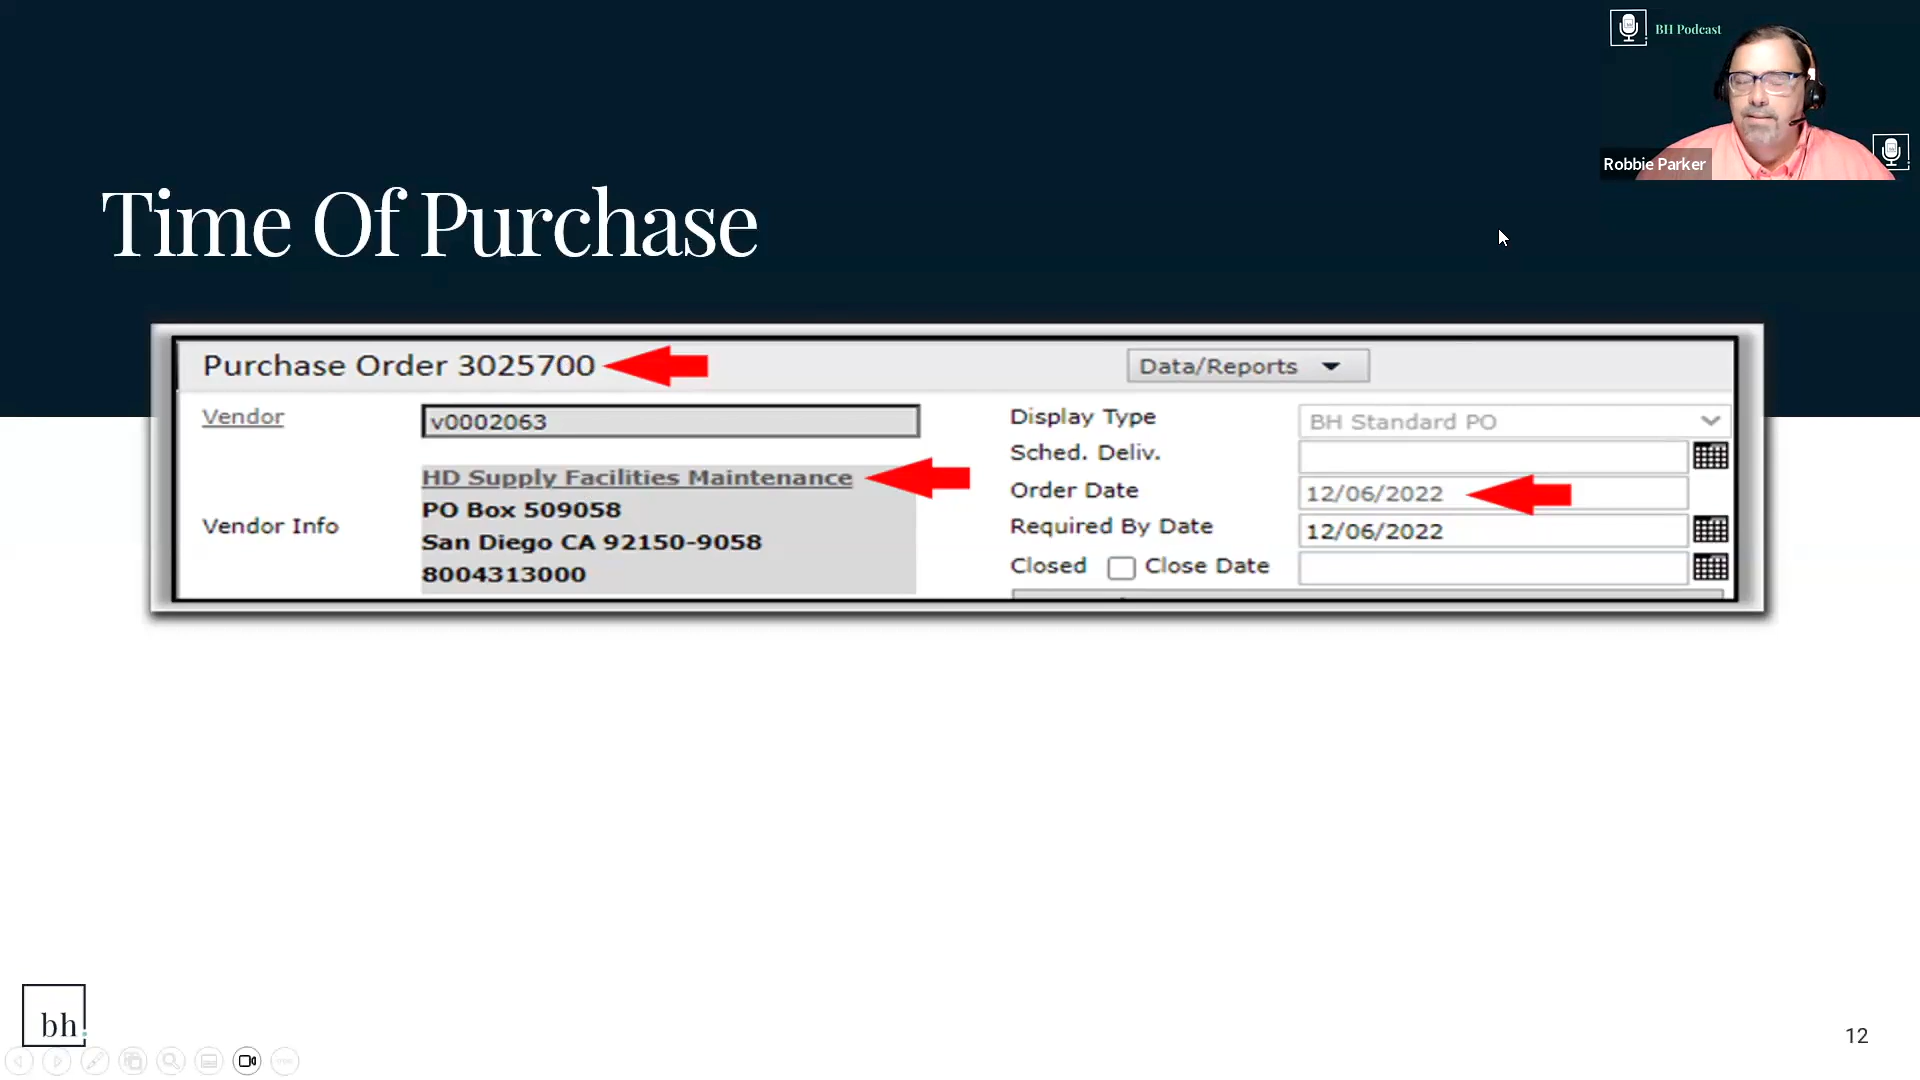 BH Podcast
Robbie Parker
Time Of Purchase
Purchase Order 3025700
Data/Reports
Vendor
v0002063
Vendor Info
HD Supply Facilities Maintenance
PO Box 509058
San Diego CA 92150-9058
8004313000
Display Type
BH Standard PO
Sched. Deliv.
Order Date
12/06/2022
Required By Date
12/06/2022
Closed
Close Date
bh.
12